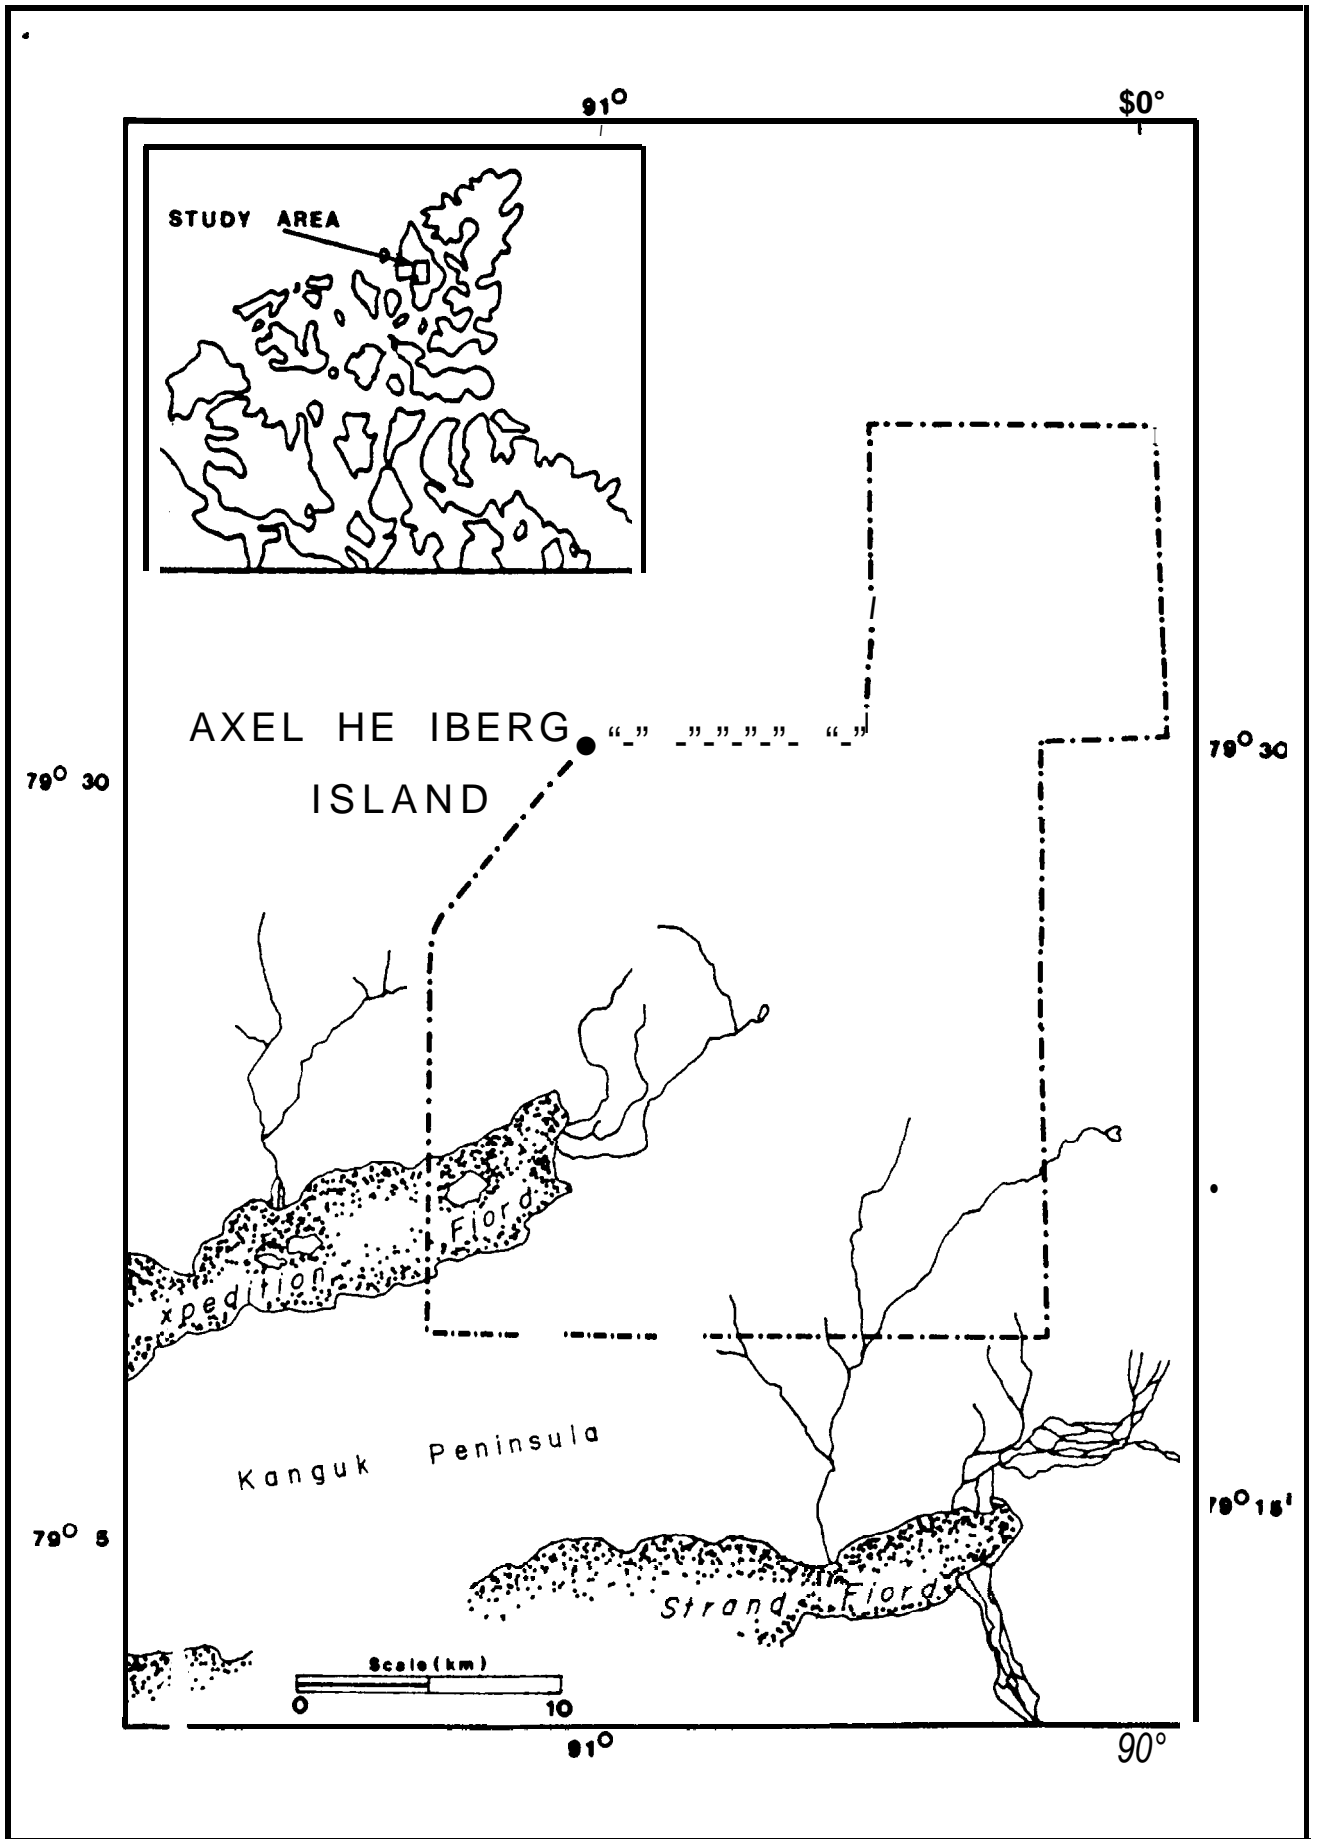 91° $0°
STUDY AREA
AXEL HE IBERG
ISLAND
79° 30
79° 30
Fiord
xpedition
Kanguk Peninsula
79° 5
79° 15'
Strand Fiord
Scale (km)
0 10
91° 90°